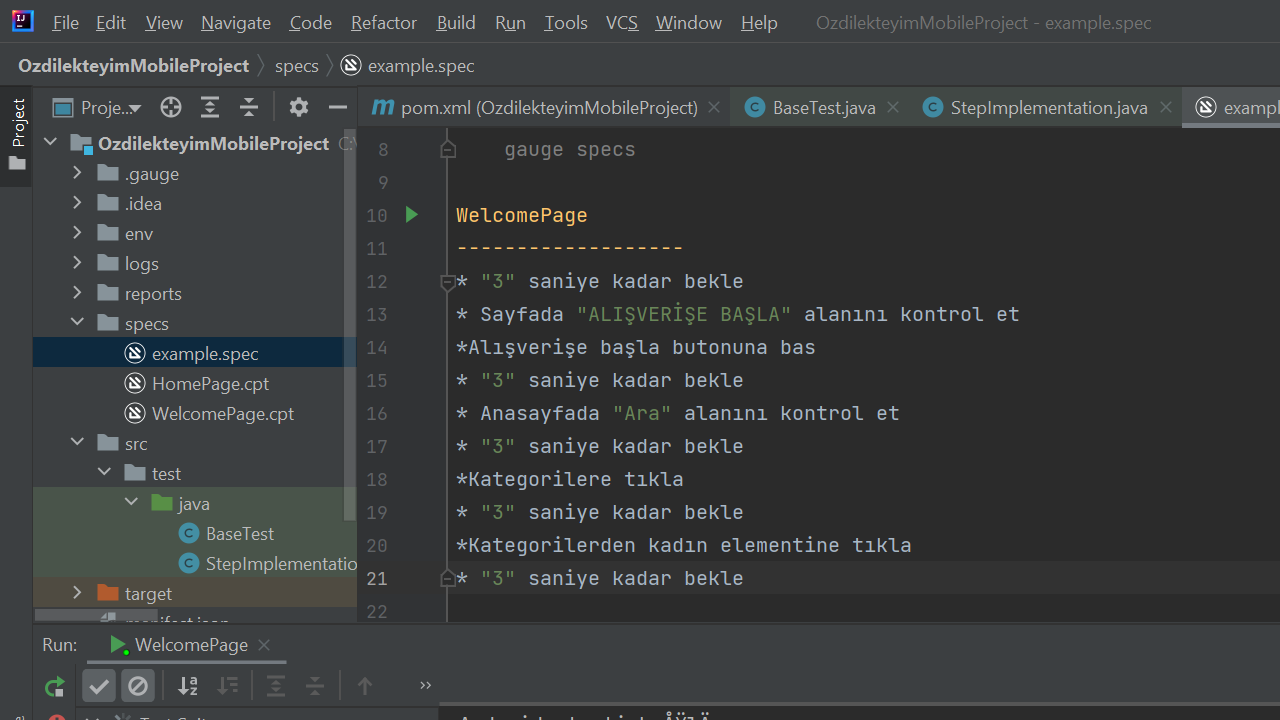 File Edit View Navigate Code Refactor Build Run Tools VCS Window Help OzdilekteyimMobileProject - example.spec
OzdilekteyimMobileProject specs example.spec
Project
Proje..
pom.xml (OzdilekteyimMobileProject) BaseTest.java StepImplementation.java exampl
OzdilekteyimMobileProject C:\
.gauge
.idea
env
logs
reports
specs
example.spec
HomePage.cpt
WelcomePage.cpt
src
test
java
BaseTest
StepImplementatio
target
manifest.json
8 gauge specs
9
10 WelcomePage
11 -------------------
12 * "3" saniye kadar bekle
13 * Sayfada "ALIŞVERİŞE BAŞLA" alanını kontrol et
14 *Alışverişe başla butonuna bas
15 * "3" saniye kadar bekle
16 * Anasayfada "Ara" alanını kontrol et
17 * "3" saniye kadar bekle
18 *Kategorilere tıkla
19 * "3" saniye kadar bekle
20 *Kategorilerden kadın elementine tıkla
21 * "3" saniye kadar bekle
22
Run: WelcomePage